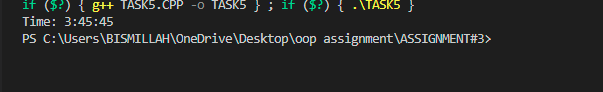 if ($?) { g++ TASK5.CPP -o TASK5 } ; if ($?) { .\TASK5 }
Time: 3:45:45
PS C:\Users\BISMILLAH\OneDrive\Desktop\oop assignment\ASSIGNMENT#3>